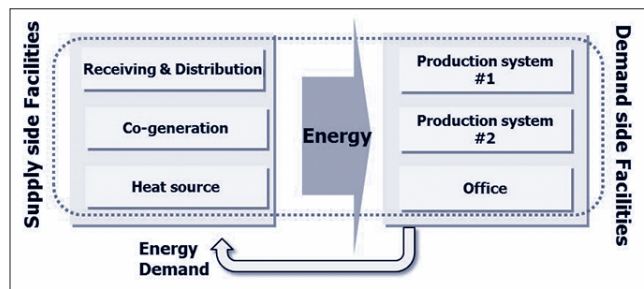 Supply side Facilities
Receiving & Distribution
Co-generation
Heat source
Energy
Production system
#1
Production system
#2
Office
Demand side Facilities
Energy
Demand